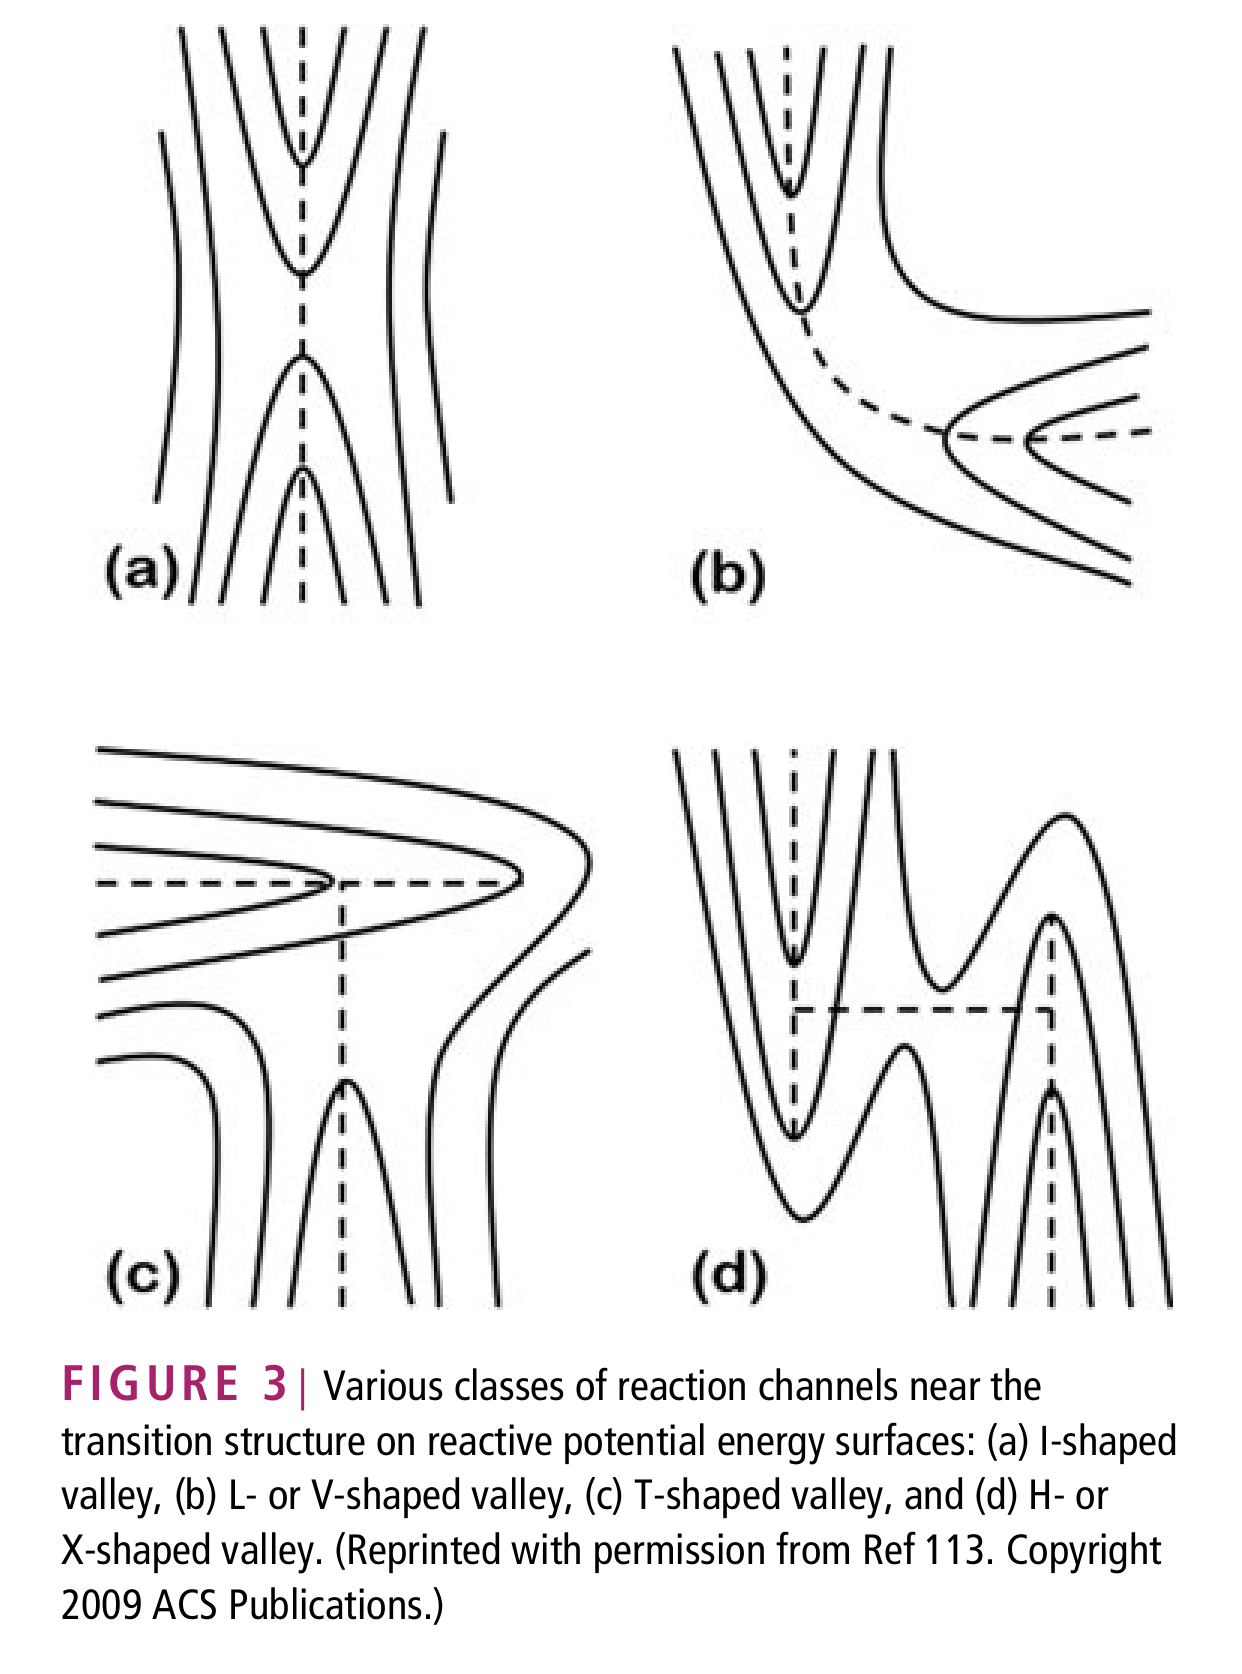 (a)
(b)
(c)
(d)
FIGURE 3 | Various classes of reaction channels near the
transition structure on reactive potential energy surfaces: (a) I-shaped
valley, (b) L- or V-shaped valley, (c) T-shaped valley, and (d) H- or
X-shaped valley. (Reprinted with permission from Ref 113. Copyright
2009 ACS Publications.)